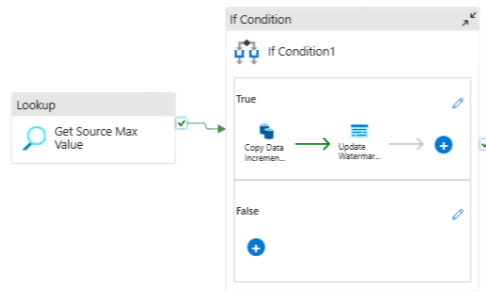 If Condition
If Condition1
Lookup
Get Source Max
Value
True
Copy Data
Incremen...
Update
Watermar...
False